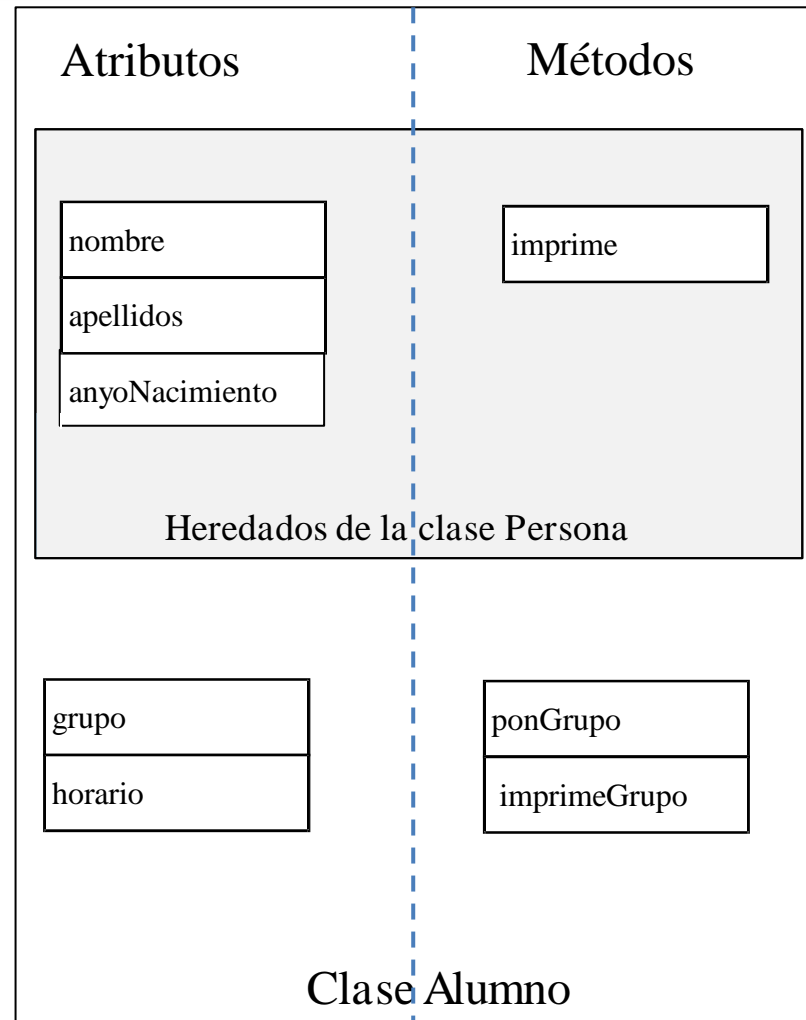 Atributos
Métodos
nombre
imprime
apellidos
anyoNacimiento
Heredados de la clase Persona
grupo
ponGrupo
horario
imprimeGrupo
Clase Alumno